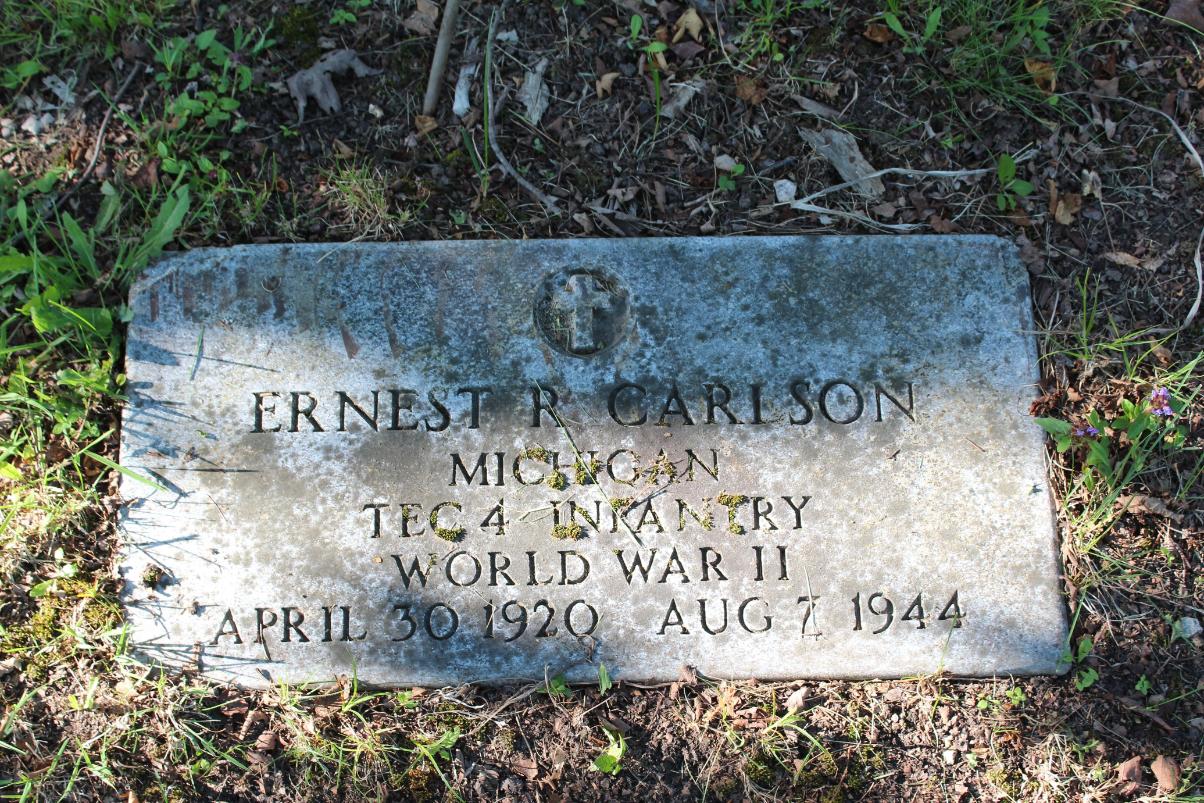 ERNEST R CARLSON
MICHIGAN
TEC 4 INFANTRY
WORLD WAR II
APRIL 30 1920 AUG 7 1944